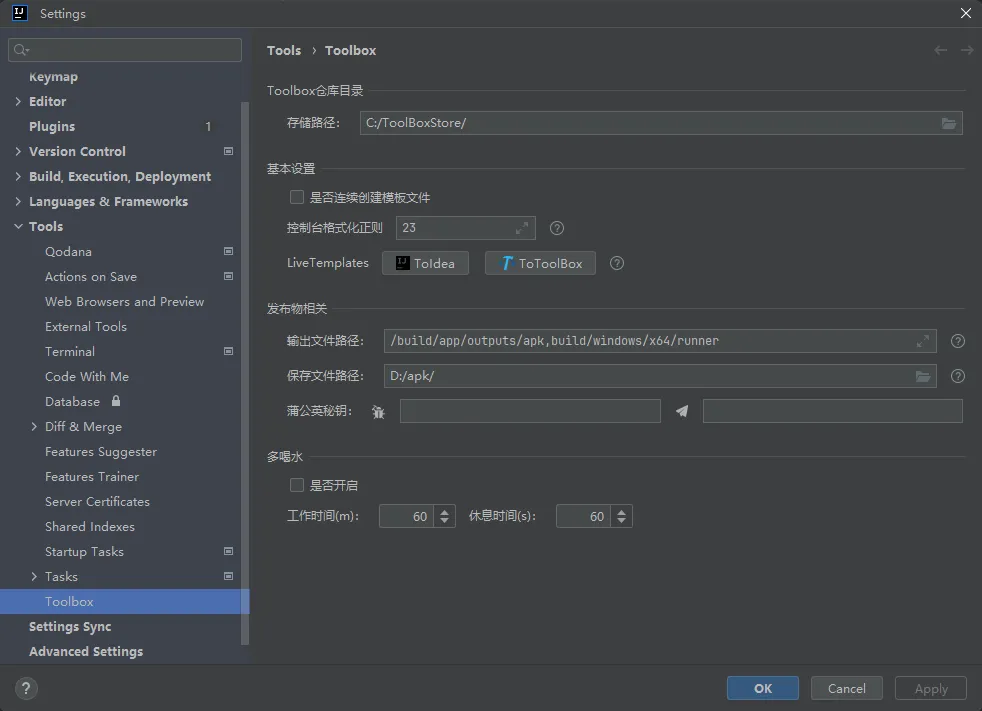 Settings
Keymap
Editor
Plugins 1
Version Control
Build, Execution, Deployment
Languages & Frameworks
Tools
Qodana
Actions on Save
Web Browsers and Preview
External Tools
Terminal
Code With Me
Database
Diff & Merge
Features Suggester
Features Trainer
Server Certificates
Shared Indexes
Startup Tasks
Tasks
Toolbox
Settings Sync
Advanced Settings
Tools › Toolbox
Toolbox仓库目录
存储路径： C:/ToolBoxStore/
基本设置
是否连续创建模板文件
控制台格式化正则 23
LiveTemplates ToIdea ToToolBox
发布物相关
输出文件路径： /build/app/outputs/apk,build/windows/x64/runner
保存文件路径： D:/apk/
蒲公英秘钥：
多喝水
是否开启
工作时间(m)： 60 休息时间(s)： 60
? OK Cancel Apply